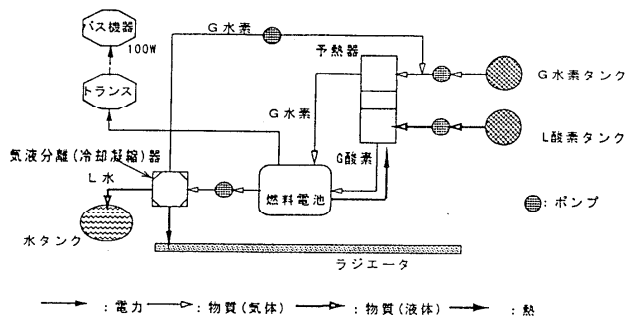 バス機器
100W
G水素
予熱器
トランス
G水素タンク
G水素
L酸素タンク
G酸素
気液分離(冷却凝縮)器
L水
燃料電池
:ポンプ
水タンク
ラジエータ
:電力
:物質(気体)
:物質(液体)
:熱